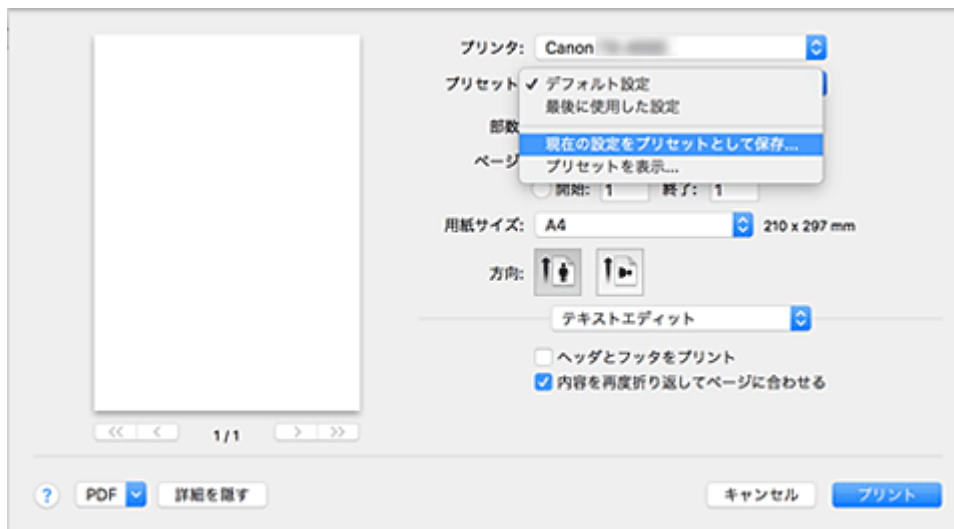 プリンタ: Canon
プリセット ✓ デフォルト設定
最後に使用した設定
部数
現在の設定をプリセットとして保存...
ページ
プリセットを表示...
開始: 1 終了: 1
用紙サイズ: A4 210 x 297 mm
方向:
テキストエディット
ヘッダとフッタをプリント
内容を再度折り返してページに合わせる
1 / 1
? PDF 詳細を隠す キャンセル プリント